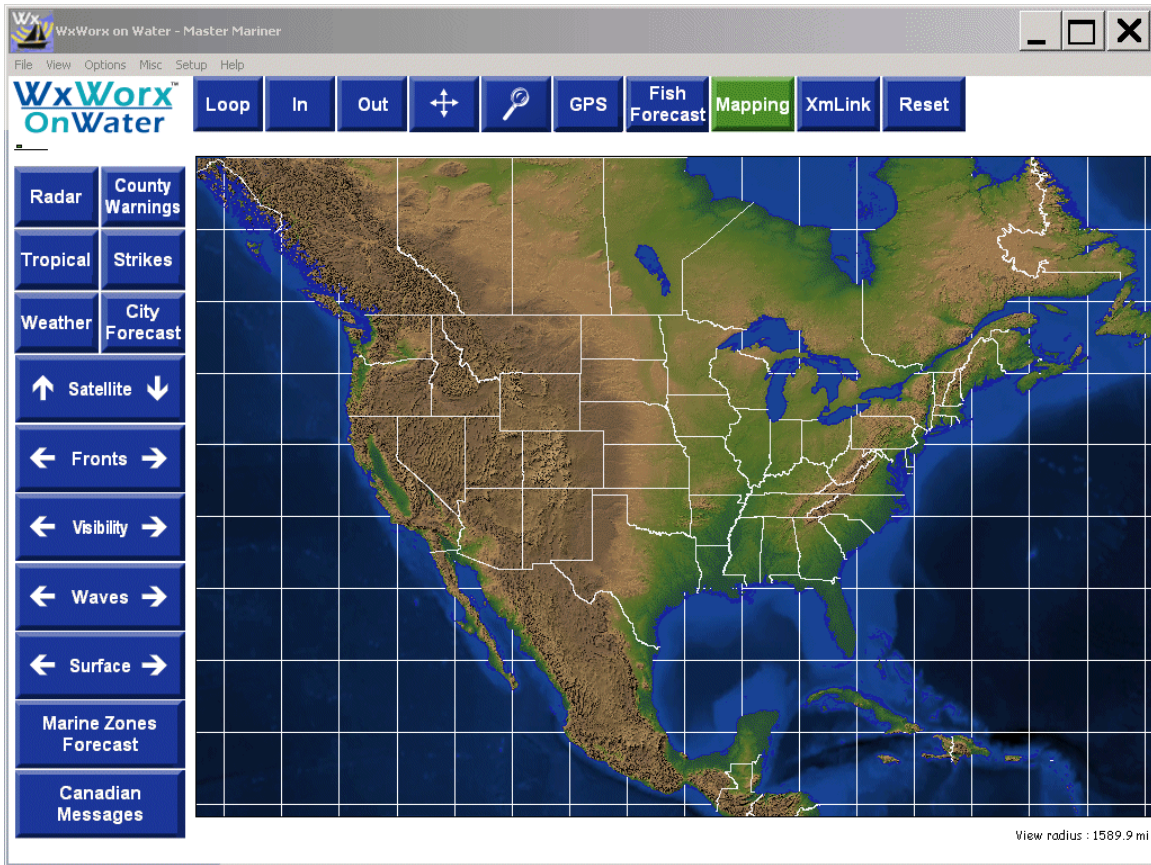 Wx
WxWorx on Water - Master Mariner
File View Options Misc Setup Help
WxWorx™
OnWater
Loop
In
Out
GPS
Fish
Forecast
Mapping
XmLink
Reset
Radar
County
Warnings
Tropical
Strikes
Weather
City
Forecast
Satellite
Fronts
Visibility
Waves
Surface
Marine Zones
Forecast
Canadian
Messages
View radius : 1589.9 mi